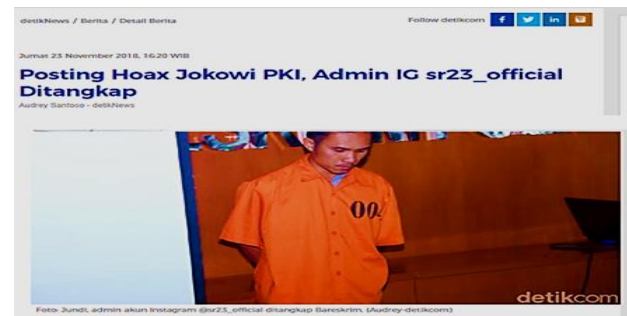 detikNews / Berita / Detail Berita
Follow detikcom
Jumat 23 November 2018, 16:20 WIB
Posting Hoax Jokowi PKI, Admin IG sr23_official
Ditangkap
Audrey Santoso - detikNews
00
detikcom
Foto: Jundi, admin akun Instagram @sr23_official ditangkap Bareskrim. (Audrey-detikcom)